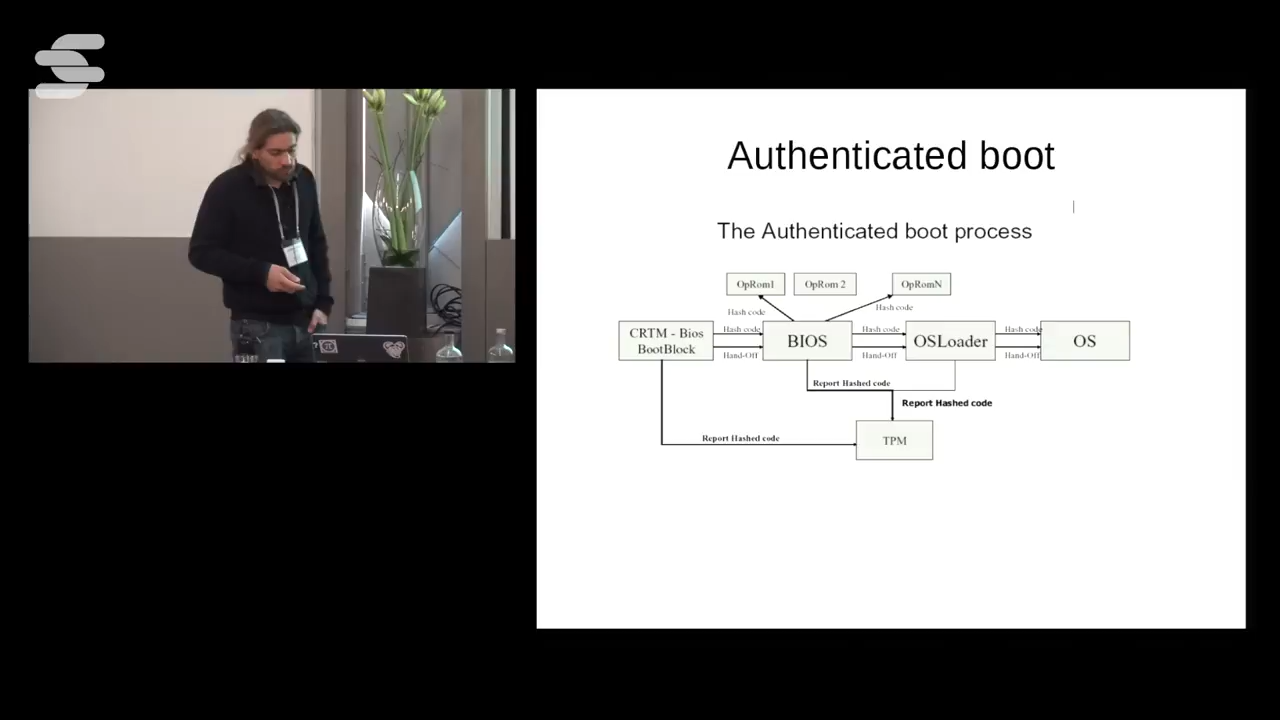 Authenticated boot
The Authenticated boot process
OpRom1
OpRom 2
OpRomN
Hash code
Hash code
CRTM - Bios
BootBlock
Hash code
Hand-Off
BIOS
Hash code
Hand-Off
OSLoader
Hash code
Hand-Off
OS
Report Hashed code
Report Hashed code
Report Hashed code
TPM